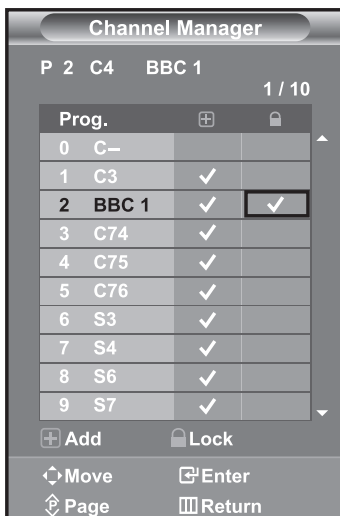 Channel Manager
P 2 C4 BBC 1
1 / 10
Prog.
0 C–
1 C3
2 BBC 1
3 C74
4 C75
5 C76
6 S3
7 S4
8 S6
9 S7
Add Lock
Move Enter
Page Return